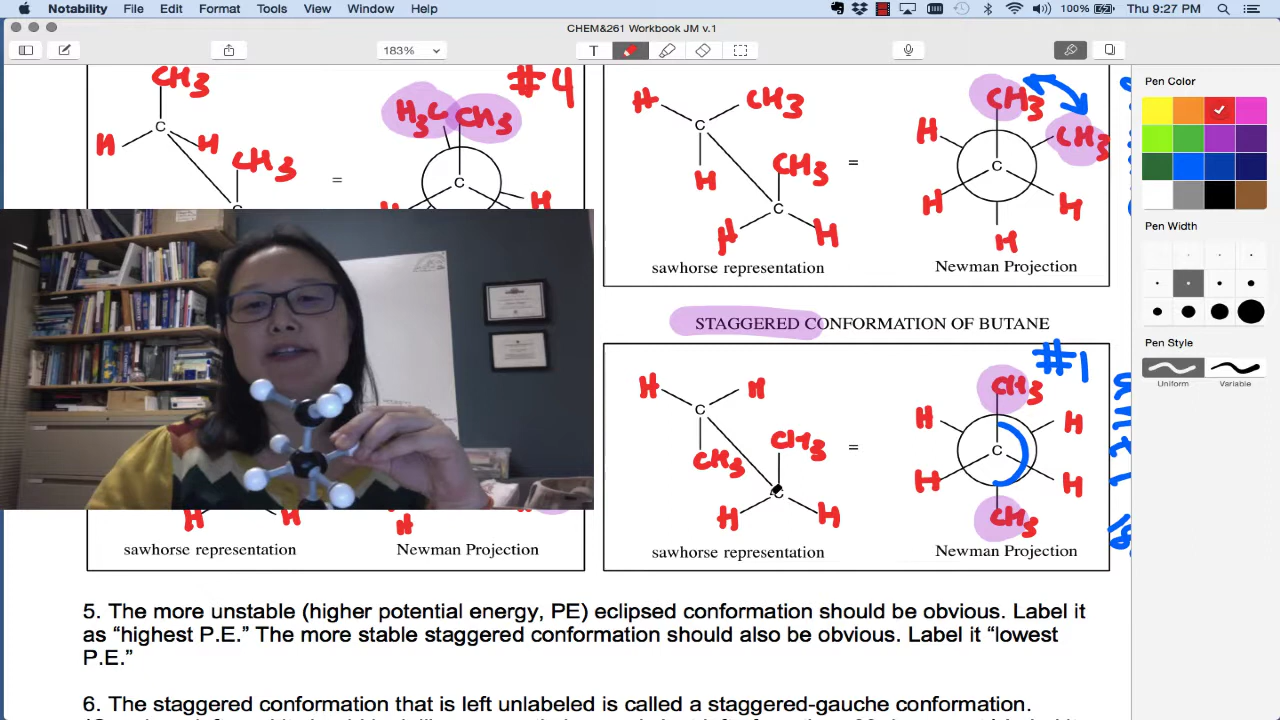 Notability File Edit Format Tools View Window Help
100% Thu 9:27 PM
CHEM&261 Workbook JM v.1
183%
T
Pen Color
Pen Width
Pen Style
Uniform Variable
CH3
H H
CH3
C
=
#4
H3C CH3
C
H
H CH3
C
H
CH3
C
H H
=
CH3
H CH3
C
H H
H
sawhorse representation Newman Projection
STAGGERED CONFORMATION OF BUTANE
H H
C
CH3
CH3
C
H H
=
#1
CH3
H H
C
H H
CH3
sawhorse representation Newman Projection
H H
H
sawhorse representation Newman Projection
5. The more unstable (higher potential energy, PE) eclipsed conformation should be obvious. Label it
as “highest P.E.” The more stable staggered conformation should also be obvious. Label it “lowest
P.E.”
6. The staggered conformation that is left unlabeled is called a staggered-gauche conformation.